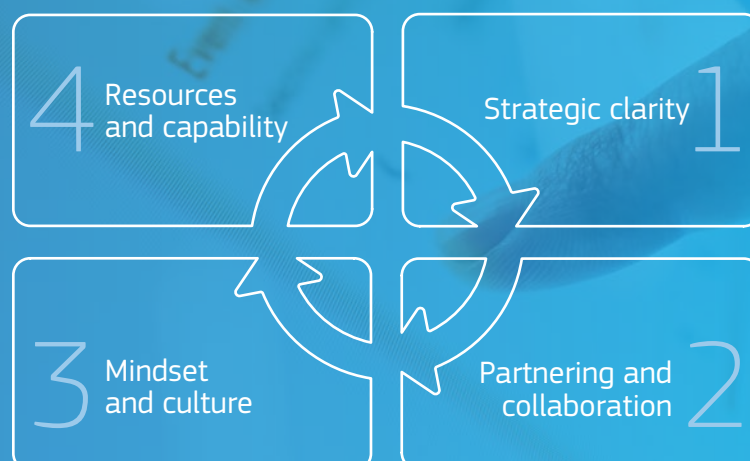 4
Resources
and capability
Strategic clarity
1
3
Mindset
and culture
Partnering and
collaboration
2